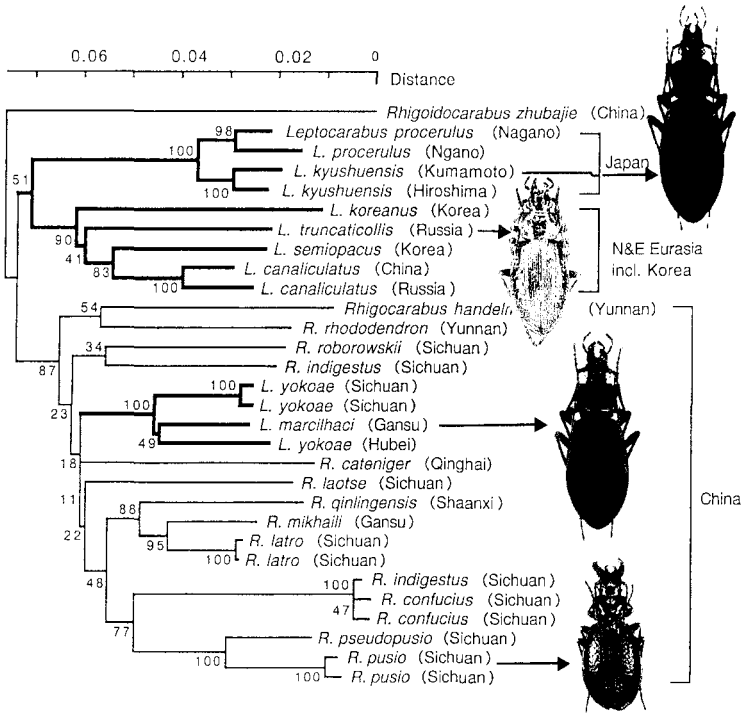 0.06 0.04 0.02 0
Distance
Rhigoidocarabus zhubajie (China)
98 Leptocarabus procerulus (Nagano)
100 L. procerulus (Ngano)
L. kyushuensis (Kumamoto)
Japan
51 100 L. kyushuensis (Hiroshima)
L. koreanus (Korea)
90 L. truncaticollis (Russia)
41 L. semiopacus (Korea)
N&E Eurasia
incl. Korea
83 L. canaliculatus (China)
100 L. canaliculatus (Russia)
54 Rhigocarabus handelr (Yunnan)
R. rhododendron (Yunnan)
34 R. roborowskii (Sichuan)
87 R. indigestus (Sichuan)
100 L. yokoae (Sichuan)
23 100 L. yokoae (Sichuan)
L. marcilhaci (Gansu)
49 L. yokoae (Hubei)
18 R. cateniger (Qinghai)
R. laotse (Sichuan)
11 China
88 R. qinlingensis (Shaanxi)
22 R. mikhaili (Gansu)
95 R. latro (Sichuan)
100 R. latro (Sichuan)
48 100 R. indigestus (Sichuan)
R. confucius (Sichuan)
47 R. confucius (Sichuan)
77 R. pseudopusio (Sichuan)
100 R. pusio (Sichuan)
100 R. pusio (Sichuan)